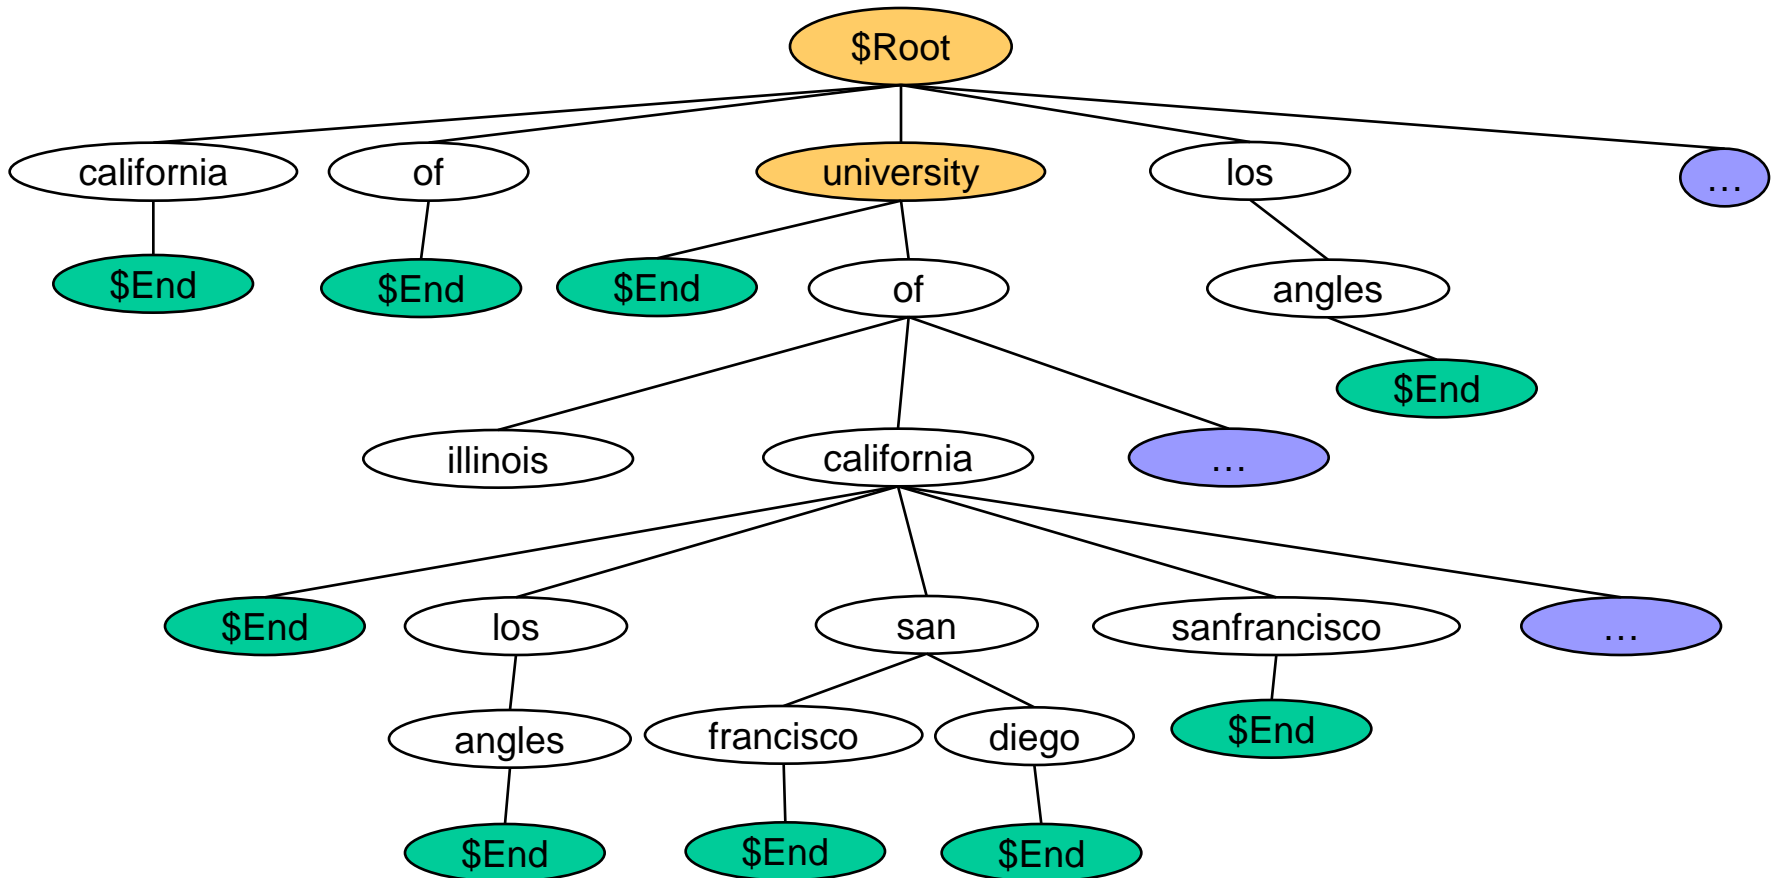 $Root
california
of
university
los
…
$End
$End
$End
of
angles
$End
illinois
california
…
$End
los
san
sanfrancisco
…
angles
francisco
diego
$End
$End
$End
$End